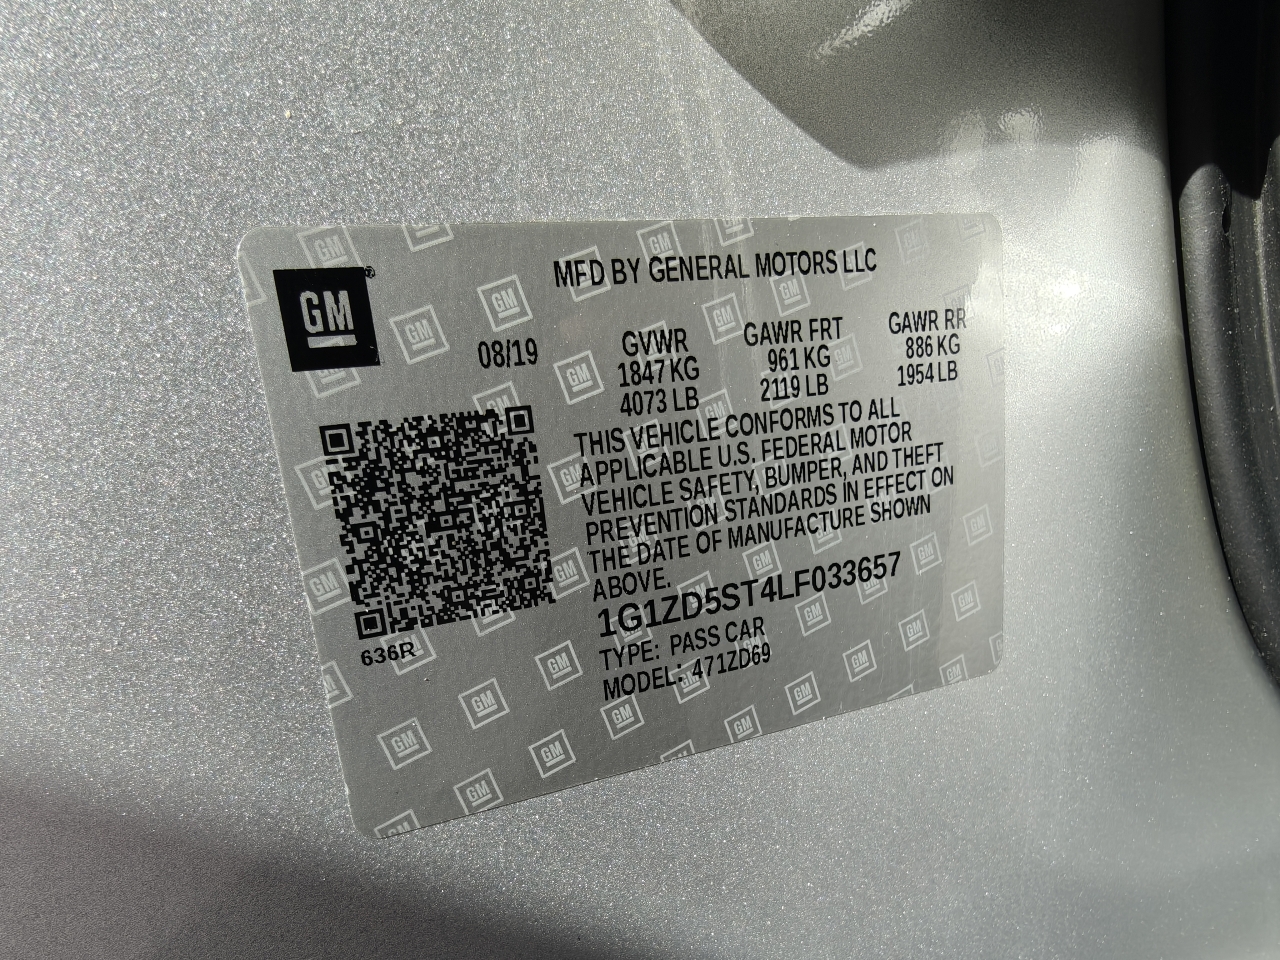 GM
MFD BY GENERAL MOTORS LLC
08/19
GVWR GAWR FRT GAWR RR
1847 KG 961 KG 886 KG
4073 LB 2119 LB 1954 LB
THIS VEHICLE CONFORMS TO ALL
APPLICABLE U.S. FEDERAL MOTOR
VEHICLE SAFETY, BUMPER, AND THEFT
PREVENTION STANDARDS IN EFFECT ON
THE DATE OF MANUFACTURE SHOWN
ABOVE.
1G1ZD5ST4LF033657
TYPE: PASS CAR
MODEL: 471ZD69
636R